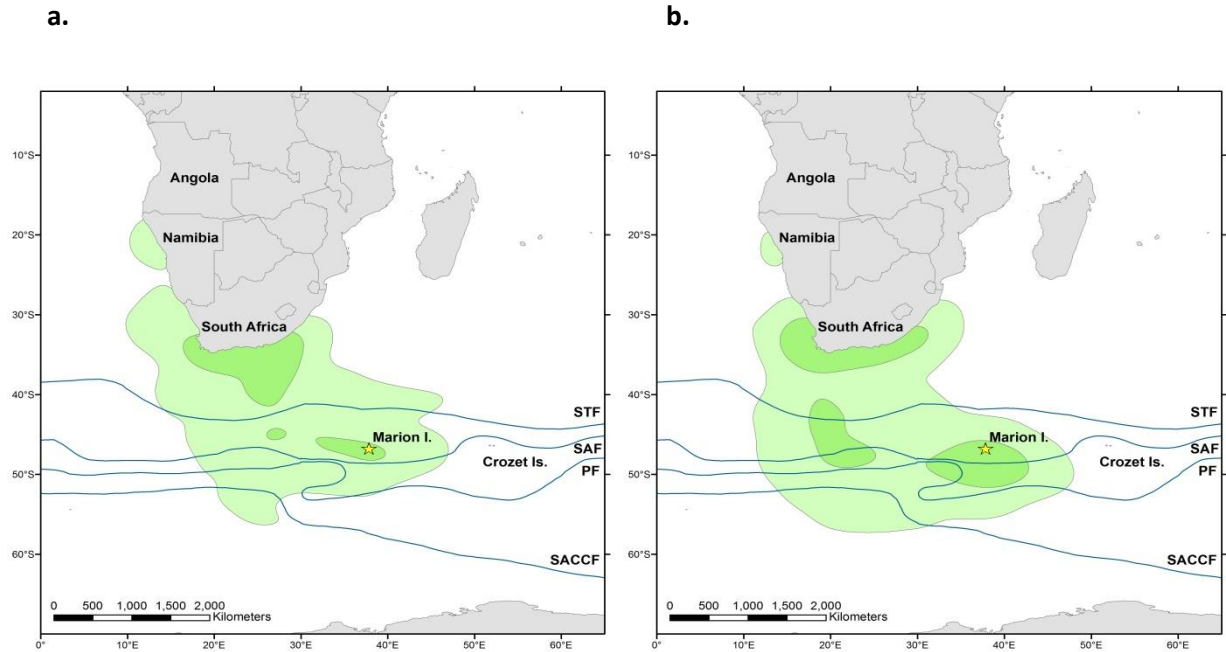 a.
b.
10°S
20°S
30°S
40°S
50°S
60°S
Angola
Namibia
South Africa
STF
Marion I.
SAF
Crozet Is.
PF
SACCF
0 500 1,000 1,500 2,000
Kilometers
0° 10°E 20°E 30°E 40°E 50°E 60°E
10°S
20°S
30°S
40°S
50°S
60°S
Angola
Namibia
South Africa
STF
Marion I.
SAF
Crozet Is.
PF
SACCF
0 500 1,000 1,500 2,000
Kilometers
0° 10°E 20°E 30°E 40°E 50°E 60°E